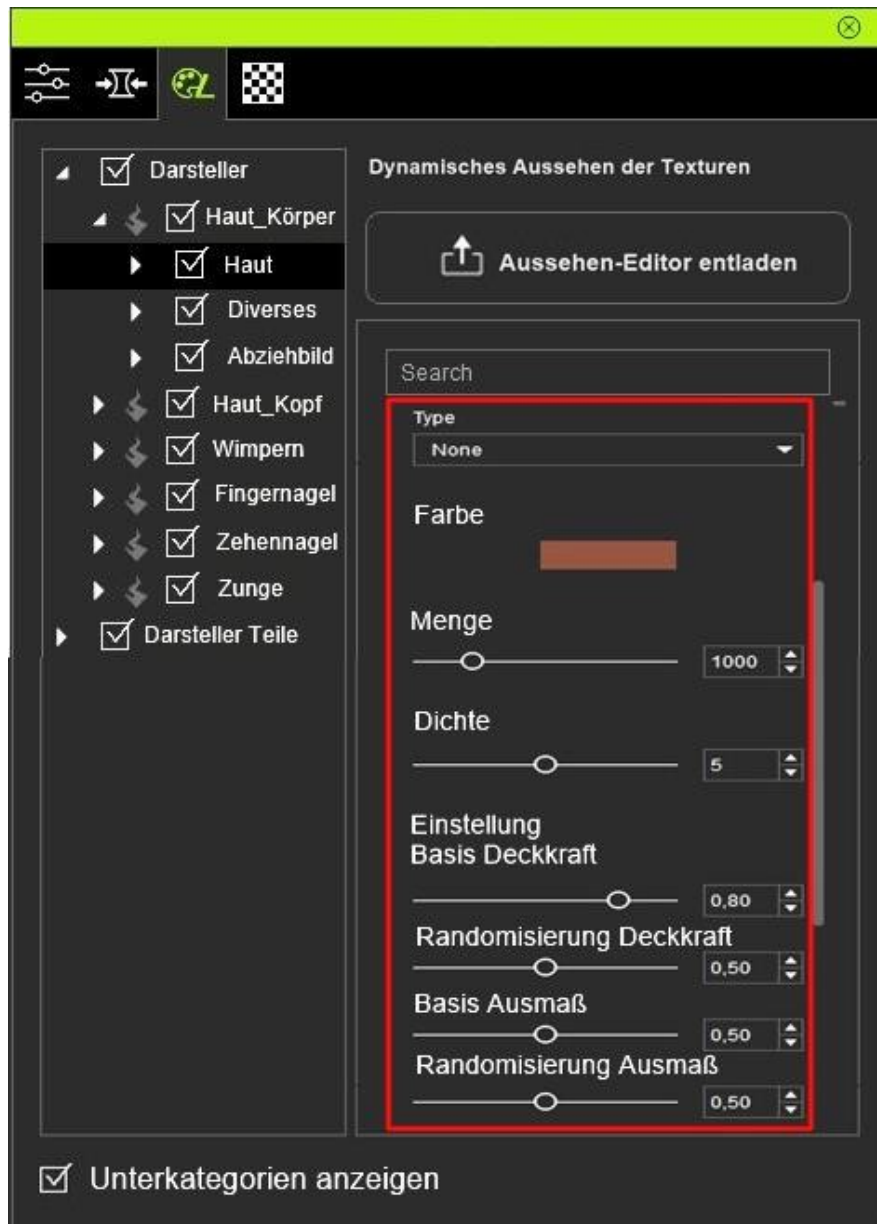 Darsteller
Haut_Körper
Haut
Diverses
Abziehbild
Haut_Kopf
Wimpern
Fingernagel
Zehennagel
Zunge
Darsteller Teile
Dynamisches Aussehen der Texturen
Aussehen-Editor entladen
Search
Type
None
Farbe
Menge
1000
Dichte
5
Einstellung
Basis Deckkraft
0,80
Randomisierung Deckkraft
0,50
Basis Ausmaß
0,50
Randomisierung Ausmaß
0,50
Unterkategorien anzeigen